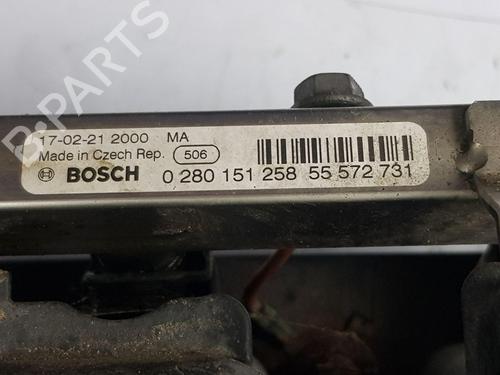 17-02-21 2000 MA
Made in Czech Rep. 506
BOSCH 0 280 151 258 55 572 731
B-PARTS